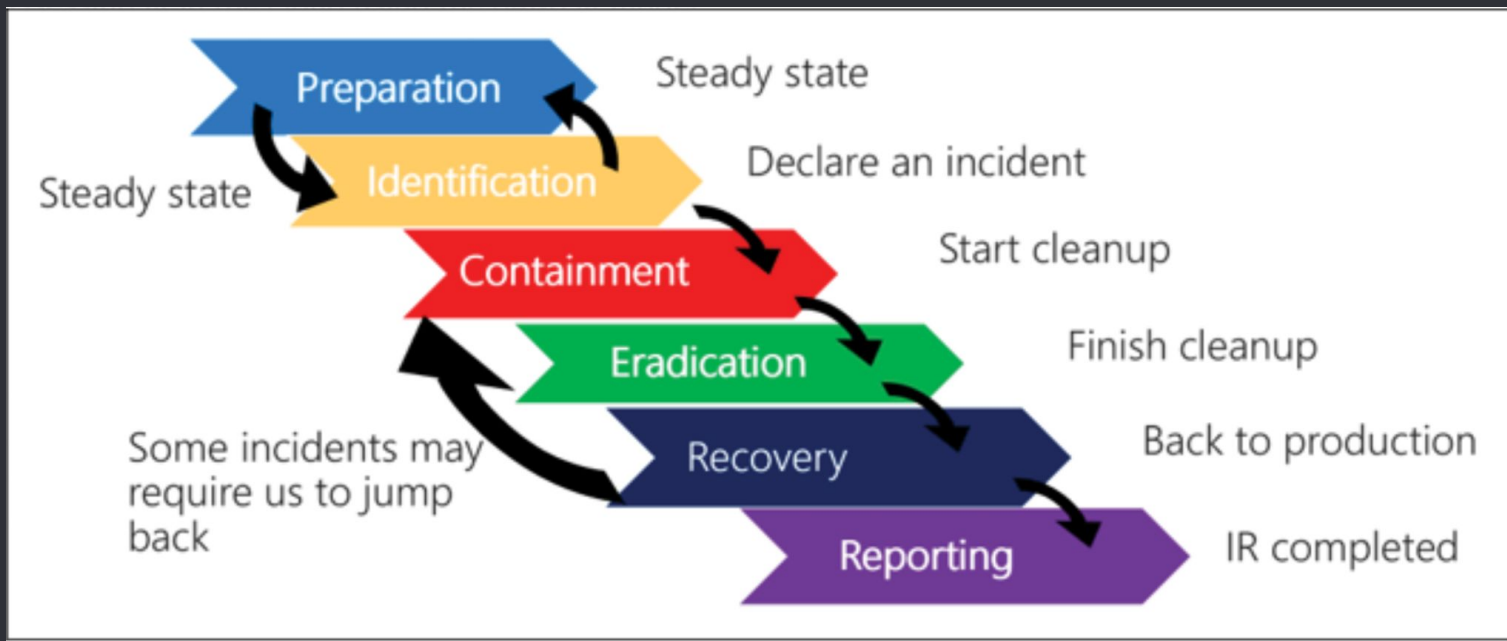 Preparation
Steady state
Steady state
Identification
Declare an incident
Containment
Start cleanup
Eradication
Finish cleanup
Some incidents may
require us to jump
back
Recovery
Back to production
Reporting
IR completed